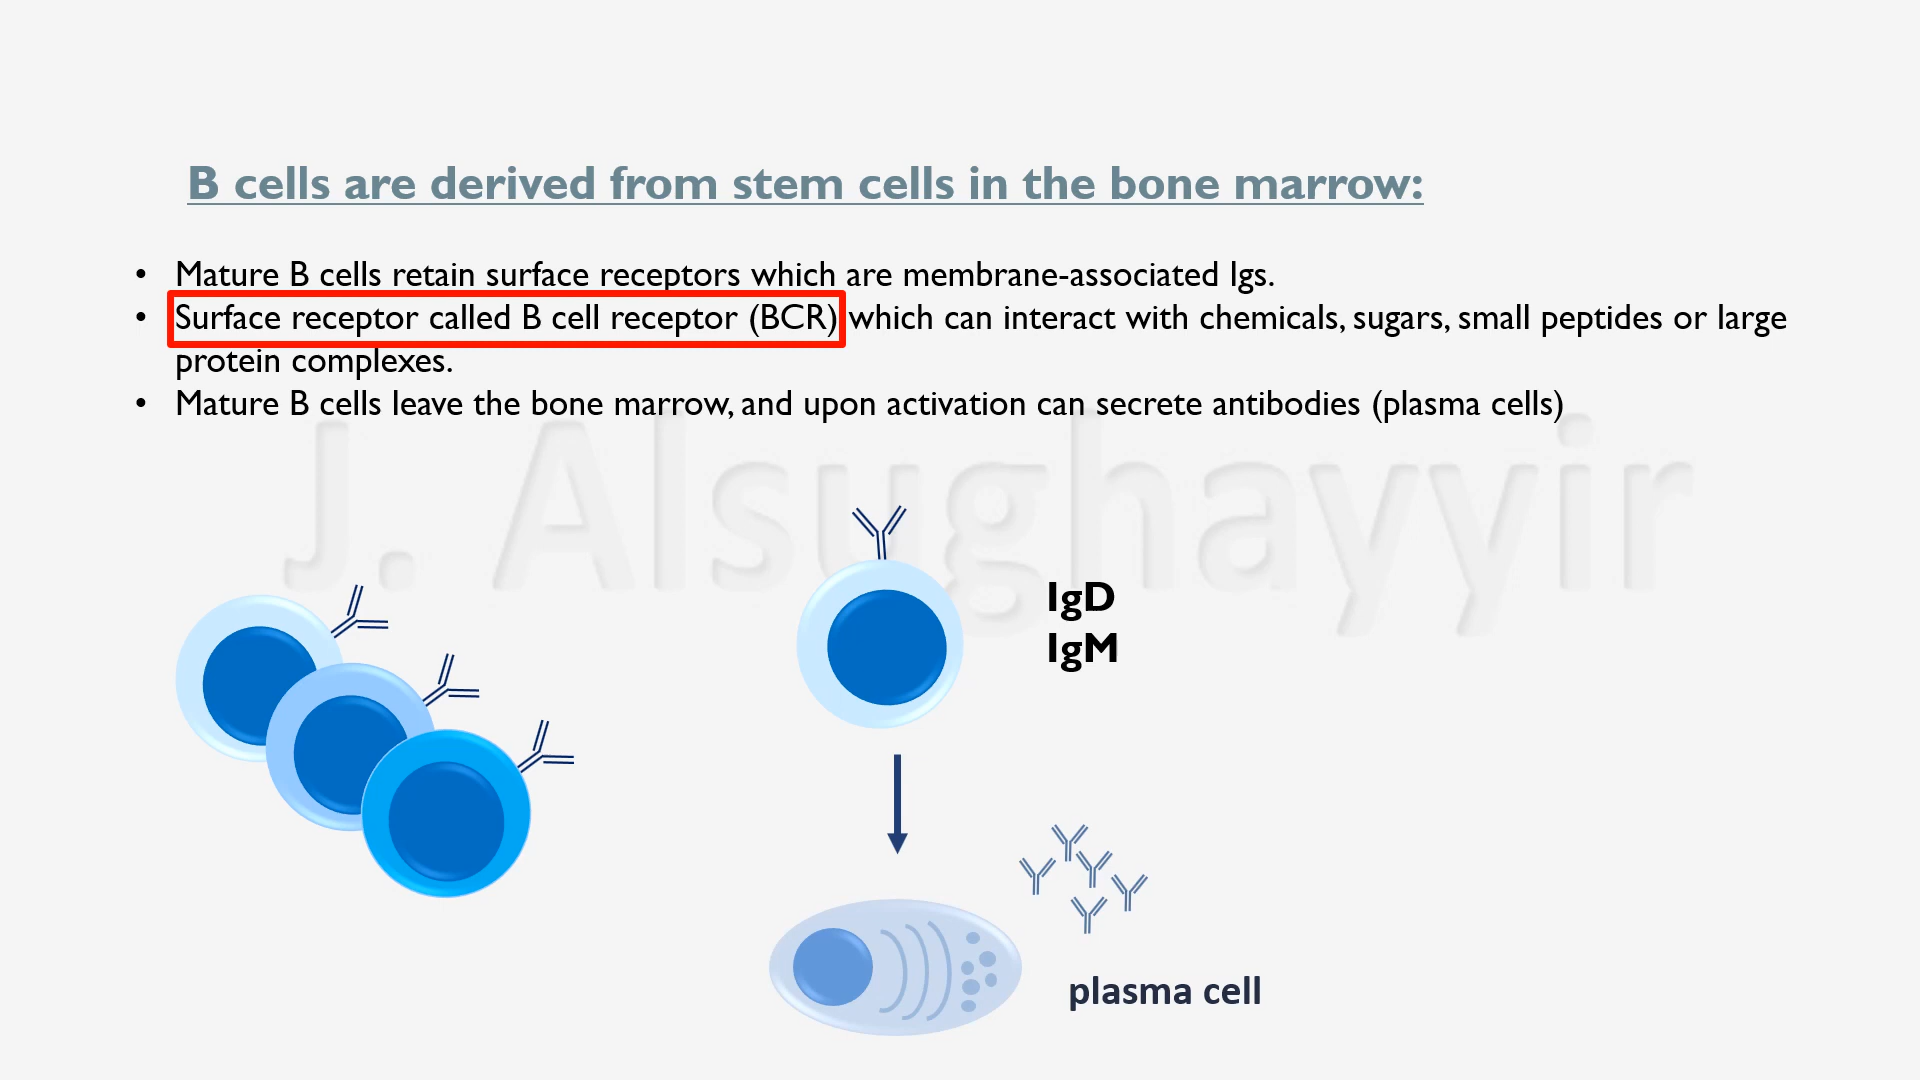 B cells are derived from stem cells in the bone marrow:
• Mature B cells retain surface receptors which are membrane-associated Igs.
• Surface receptor called B cell receptor (BCR) which can interact with chemicals, sugars, small peptides or large
protein complexes.
• Mature B cells leave the bone marrow, and upon activation can secrete antibodies (plasma cells)
J. Alsughayyir
IgD
IgM
plasma cell